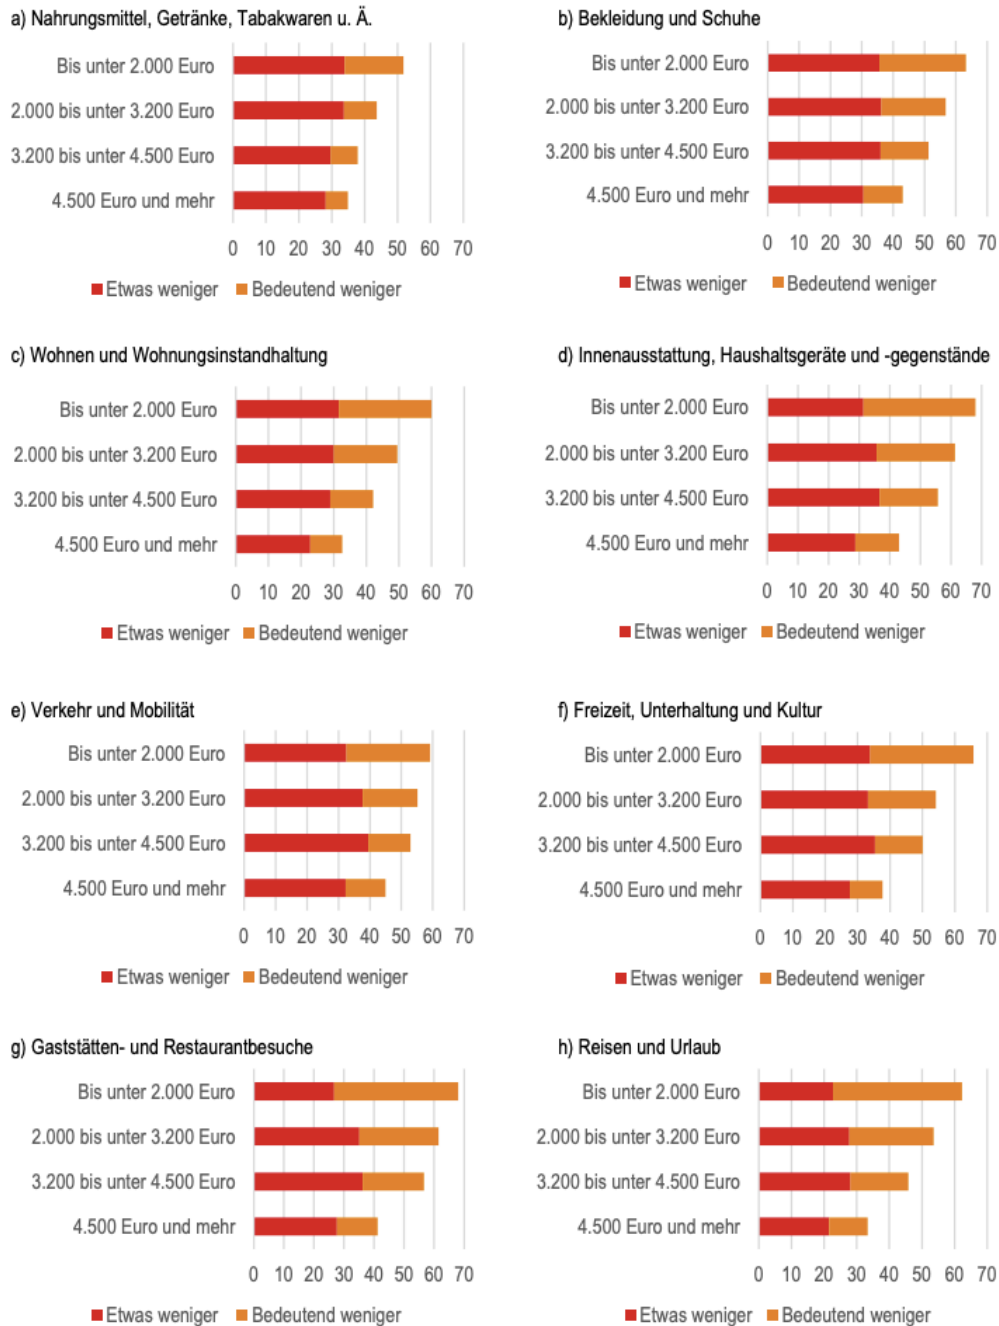 a) Nahrungsmittel, Getränke, Tabakwaren u. Ä.
Bis unter 2.000 Euro
2.000 bis unter 3.200 Euro
3.200 bis unter 4.500 Euro
4.500 Euro und mehr
0 10 20 30 40 50 60 70
Etwas weniger Bedeutend weniger
b) Bekleidung und Schuhe
Bis unter 2.000 Euro
2.000 bis unter 3.200 Euro
3.200 bis unter 4.500 Euro
4.500 Euro und mehr
0 10 20 30 40 50 60 70
Etwas weniger Bedeutend weniger
c) Wohnen und Wohnungsinstandhaltung
Bis unter 2.000 Euro
2.000 bis unter 3.200 Euro
3.200 bis unter 4.500 Euro
4.500 Euro und mehr
0 10 20 30 40 50 60 70
Etwas weniger Bedeutend weniger
d) Innenausstattung, Haushaltsgeräte und -gegenstände
Bis unter 2.000 Euro
2.000 bis unter 3.200 Euro
3.200 bis unter 4.500 Euro
4.500 Euro und mehr
0 10 20 30 40 50 60 70
Etwas weniger Bedeutend weniger
e) Verkehr und Mobilität
Bis unter 2.000 Euro
2.000 bis unter 3.200 Euro
3.200 bis unter 4.500 Euro
4.500 Euro und mehr
0 10 20 30 40 50 60 70
Etwas weniger Bedeutend weniger
f) Freizeit, Unterhaltung und Kultur
Bis unter 2.000 Euro
2.000 bis unter 3.200 Euro
3.200 bis unter 4.500 Euro
4.500 Euro und mehr
0 10 20 30 40 50 60 70
Etwas weniger Bedeutend weniger
g) Gaststätten- und Restaurantbesuche
Bis unter 2.000 Euro
2.000 bis unter 3.200 Euro
3.200 bis unter 4.500 Euro
4.500 Euro und mehr
0 10 20 30 40 50 60 70
Etwas weniger Bedeutend weniger
h) Reisen und Urlaub
Bis unter 2.000 Euro
2.000 bis unter 3.200 Euro
3.200 bis unter 4.500 Euro
4.500 Euro und mehr
0 10 20 30 40 50 60 70
Etwas weniger Bedeutend weniger